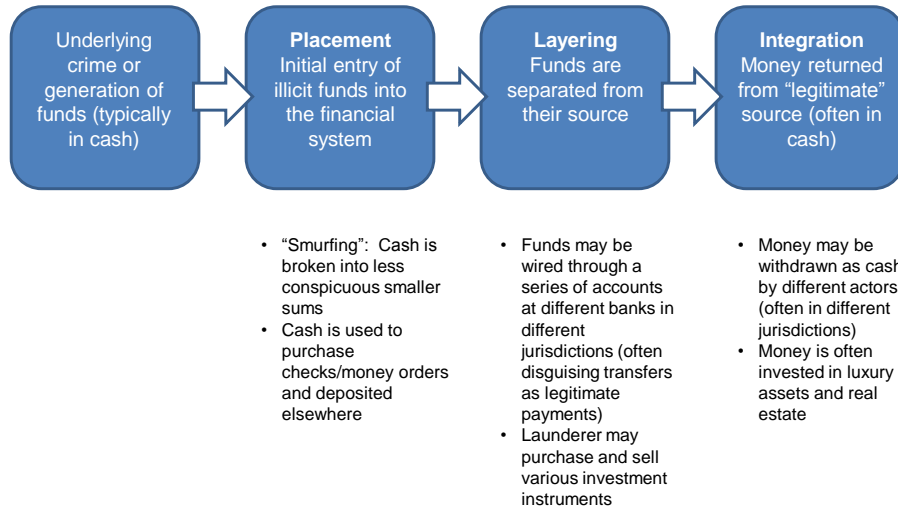 Underlying
crime or
generation of
funds (typically
in cash)
Placement
Initial entry of
illicit funds into
the financial
system
Layering
Funds are
separated from
their source
Integration
Money returned
from “legitimate”
source (often in
cash)
• “Smurfing”: Cash is
broken into less
conspicuous smaller
sums
• Cash is used to
purchase
checks/money orders
and deposited
elsewhere
• Funds may be
wired through a
series of accounts
at different banks in
different
jurisdictions (often
disguising transfers
as legitimate
payments)
• Launderer may
purchase and sell
various investment
instruments
• Money may be
withdrawn as cash
by different actors
(often in different
jurisdictions)
• Money is often
invested in luxury
assets and real
estate